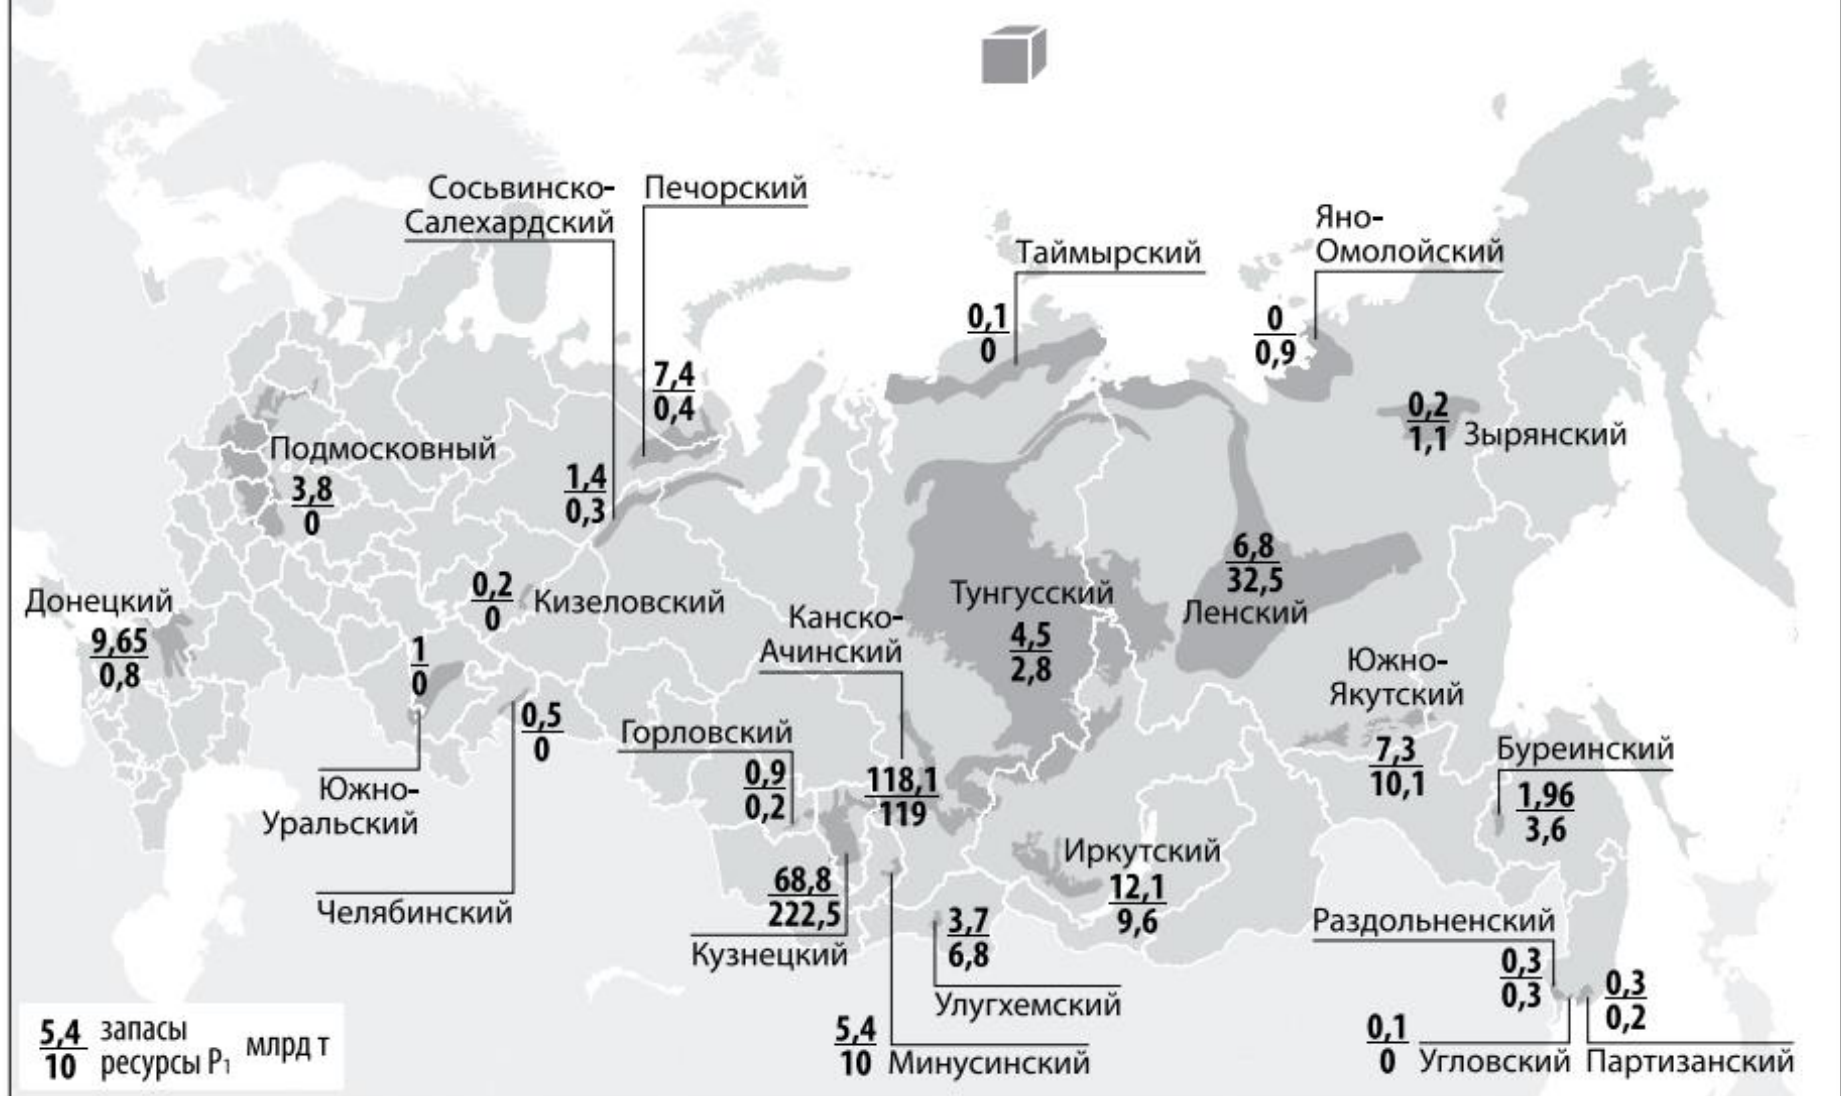 Сосьвинско-
Салехардский
1,4
0,3
Печорский
7,4
0,4
Таймырский
0,1
0
Яно-
Омолойский
0
0,9
0,2
1,1
Зырянский
Подмосковный
3,8
0
Донецкий
9,65
0,8
0,2
0
Кизеловский
1
0
Южно-
Уральский
0,5
0
Челябинский
Канско-
Ачинский
118,1
119
Тунгусский
4,5
2,8
6,8
32,5
Ленский
Южно-
Якутский
7,3
10,1
Буреинский
1,96
3,6
Горловский
0,9
0,2
68,8
222,5
Кузнецкий
Иркутский
12,1
9,6
3,7
6,8
Улугхемский
5,4
10
Минусинский
Раздольненский
0,3
0,3
0,1
0
Угловский
0,3
0,2
Партизанский
5,4 запасы
10 ресурсы P₁
млрд т